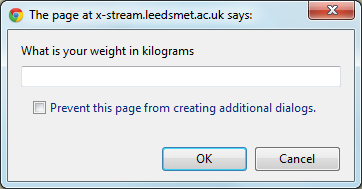 The page at x-stream.leedsmet.ac.uk says:
What is your weight in kilograms
Prevent this page from creating additional dialogs.
OK Cancel